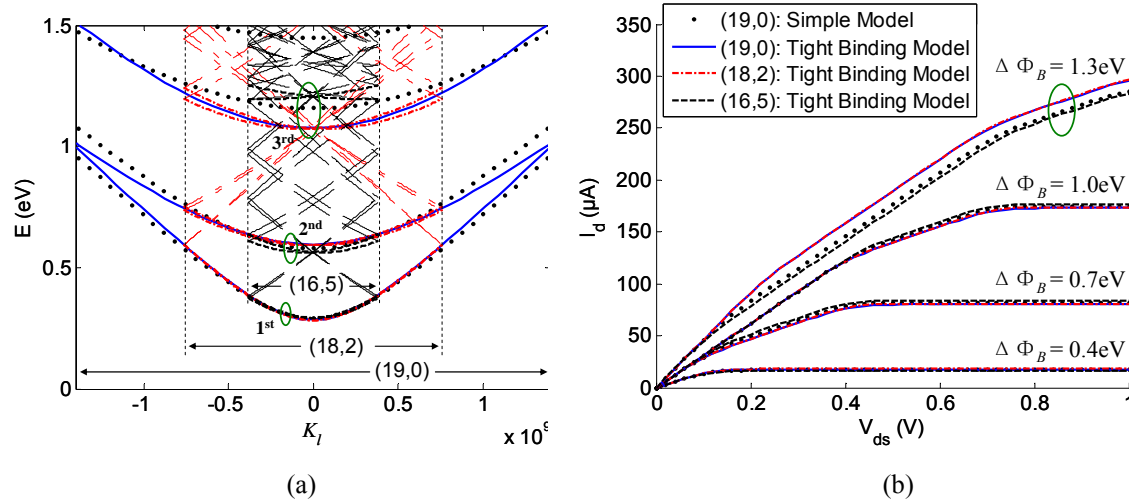 1.5
1
0.5
0
E (eV)
3rd
2nd
(16,5)
1st
(18,2)
(19,0)
-1
-0.5
0
0.5
1
x 10^9
K_l
(a)
350
300
250
200
150
100
50
0
I_d (μA)
(19,0): Simple Model
(19,0): Tight Binding Model
(18,2): Tight Binding Model
(16,5): Tight Binding Model
Δ Φ_B = 1.3eV
Δ Φ_B = 1.0eV
Δ Φ_B = 0.7eV
Δ Φ_B = 0.4eV
0
0.2
0.4
0.6
0.8
1
V_ds (V)
(b)